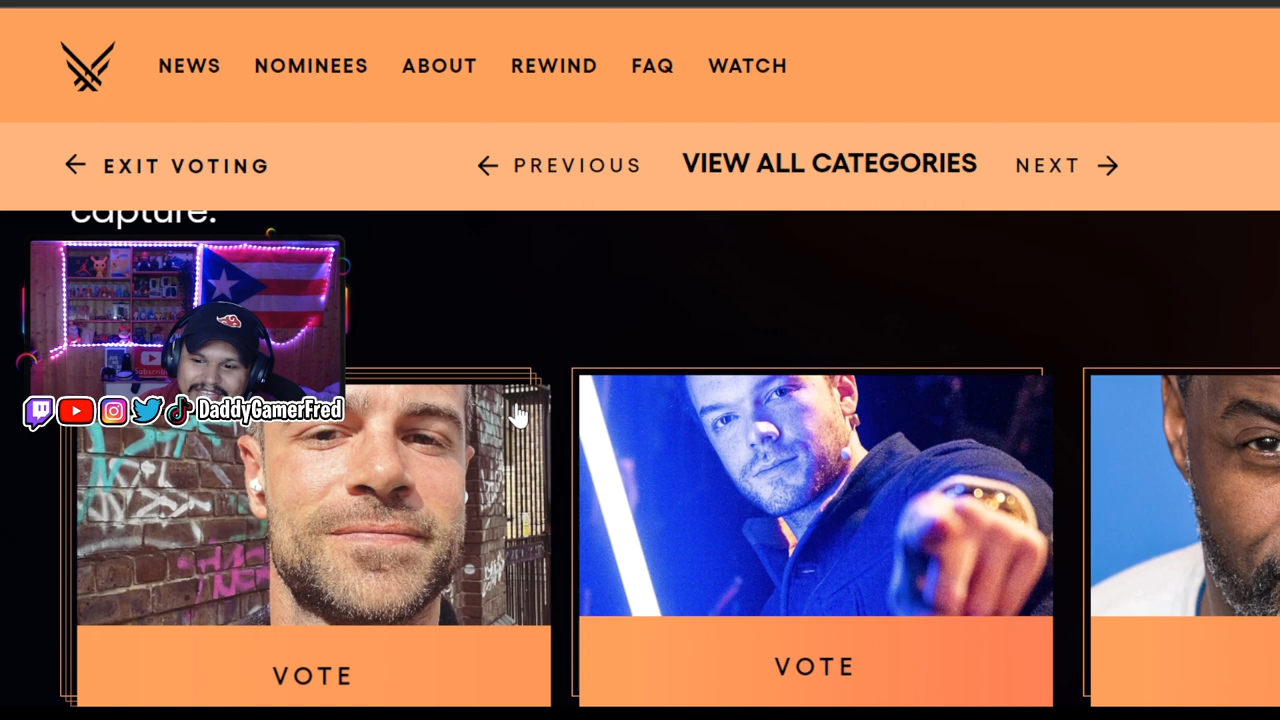 NEWS NOMINEES ABOUT REWIND FAQ WATCH
EXIT VOTING PREVIOUS VIEW ALL CATEGORIES NEXT
capture.
DaddyGamerFred
VOTE VOTE